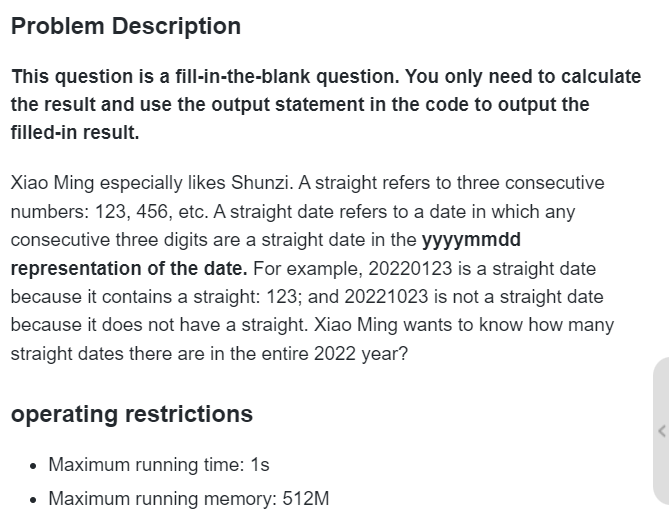 Problem Description
This question is a fill-in-the-blank question. You only need to calculate
the result and use the output statement in the code to output the
filled-in result.
Xiao Ming especially likes Shunzi. A straight refers to three consecutive
numbers: 123, 456, etc. A straight date refers to a date in which any
consecutive three digits are a straight date in the yyyymmdd
representation of the date. For example, 20220123 is a straight date
because it contains a straight: 123; and 20221023 is not a straight date
because it does not have a straight. Xiao Ming wants to know how many
straight dates there are in the entire 2022 year?
operating restrictions
• Maximum running time: 1s
• Maximum running memory: 512M